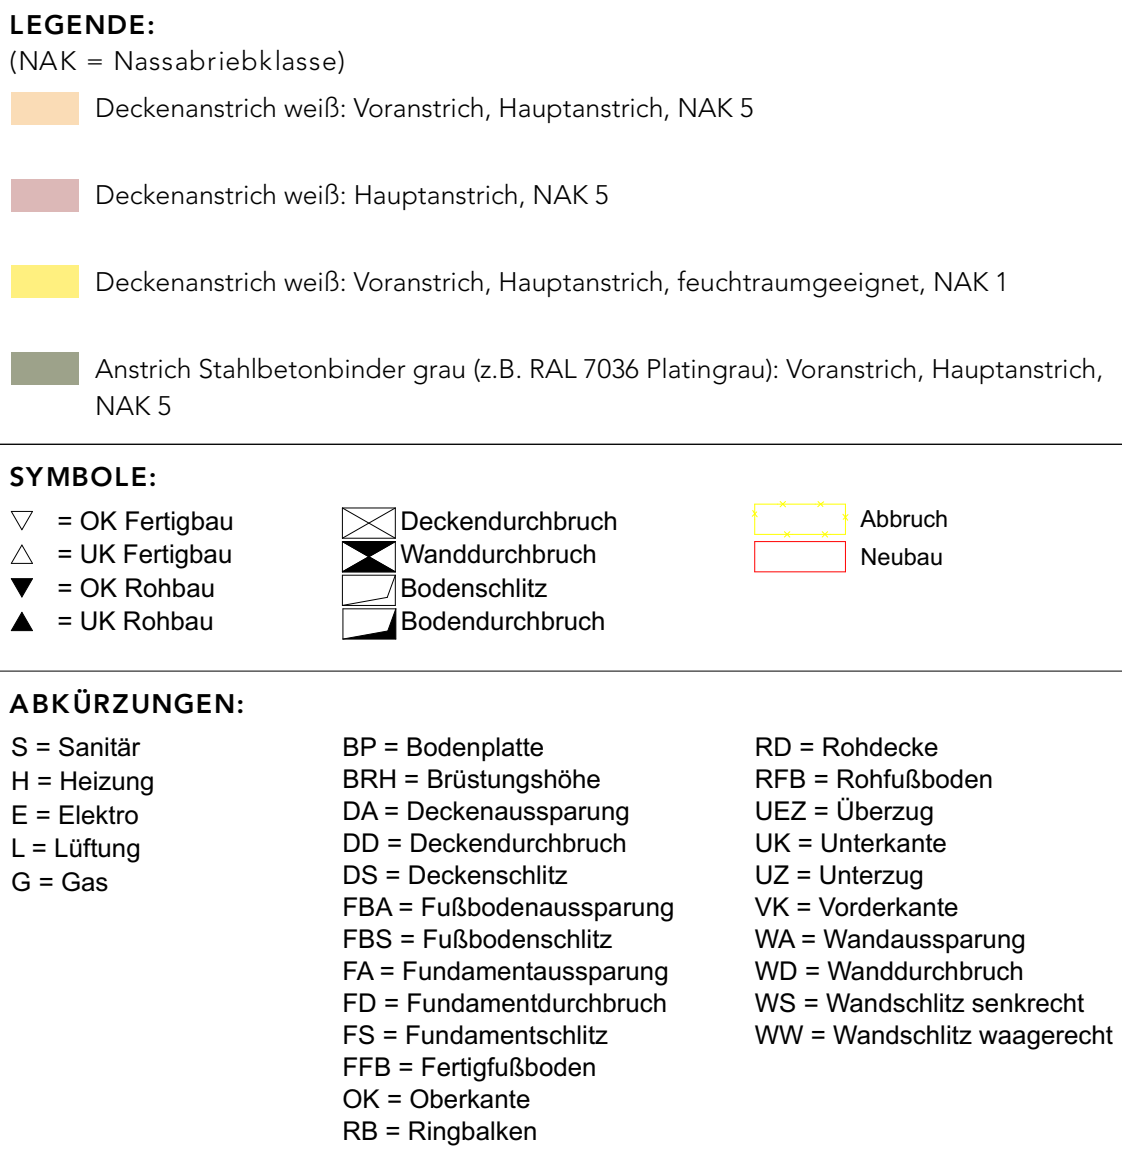 LEGENDE:
(NAK = Nassabriebklasse)
Deckenanstrich weiß: Voranstrich, Hauptanstrich, NAK 5
Deckenanstrich weiß: Hauptanstrich, NAK 5
Deckenanstrich weiß: Voranstrich, Hauptanstrich, feuchtraumgeeignet, NAK 1
Anstrich Stahlbetonbinder grau (z.B. RAL 7036 Platingrau): Voranstrich, Hauptanstrich,
NAK 5
SYMBOLE:
▽ = OK Fertigbau
△ = UK Fertigbau
▼ = OK Rohbau
▲ = UK Rohbau
Deckendurchbruch
Wanddurchbruch
Bodenschlitz
Bodendurchbruch
Abbruch
Neubau
ABKÜRZUNGEN:
S = Sanitär
H = Heizung
E = Elektro
L = Lüftung
G = Gas
BP = Bodenplatte
BRH = Brüstungshöhe
DA = Deckenaussparung
DD = Deckendurchbruch
DS = Deckenschlitz
FBA = Fußbodenaussparung
FBS = Fußbodenschlitz
FA = Fundamentaussparung
FD = Fundamentdurchbruch
FS = Fundamentschlitz
FFB = Fertigfußboden
OK = Oberkante
RB = Ringbalken
RD = Rohdecke
RFB = Rohfußboden
UEZ = Überzug
UK = Unterkante
UZ = Unterzug
VK = Vorderkante
WA = Wandaussparung
WD = Wanddurchbruch
WS = Wandschlitz senkrecht
WW = Wandschlitz waagerecht